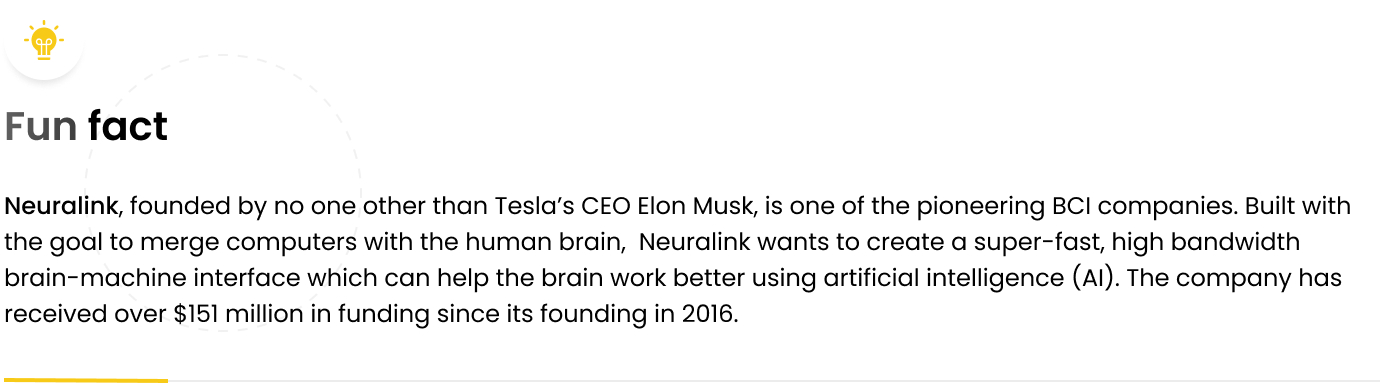 Fun fact
Neuralink, founded by no one other than Tesla’s CEO Elon Musk, is one of the pioneering BCI companies. Built with
the goal to merge computers with the human brain,  Neuralink wants to create a super-fast, high bandwidth
brain-machine interface which can help the brain work better using artificial intelligence (AI). The company has
received over $151 million in funding since its founding in 2016.